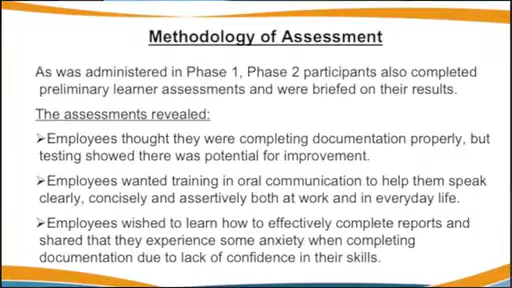 Methodology of Assessment
As was administered in Phase 1, Phase 2 participants also completed
preliminary learner assessments and were briefed on their results.
The assessments revealed:
➢Employees thought they were completing documentation properly, but
testing showed there was potential for improvement.
➢Employees wanted training in oral communication to help them speak
clearly, concisely and assertively both at work and in everyday life.
➢Employees wished to learn how to effectively complete reports and
shared that they experience some anxiety when completing
documentation due to lack of confidence in their skills.